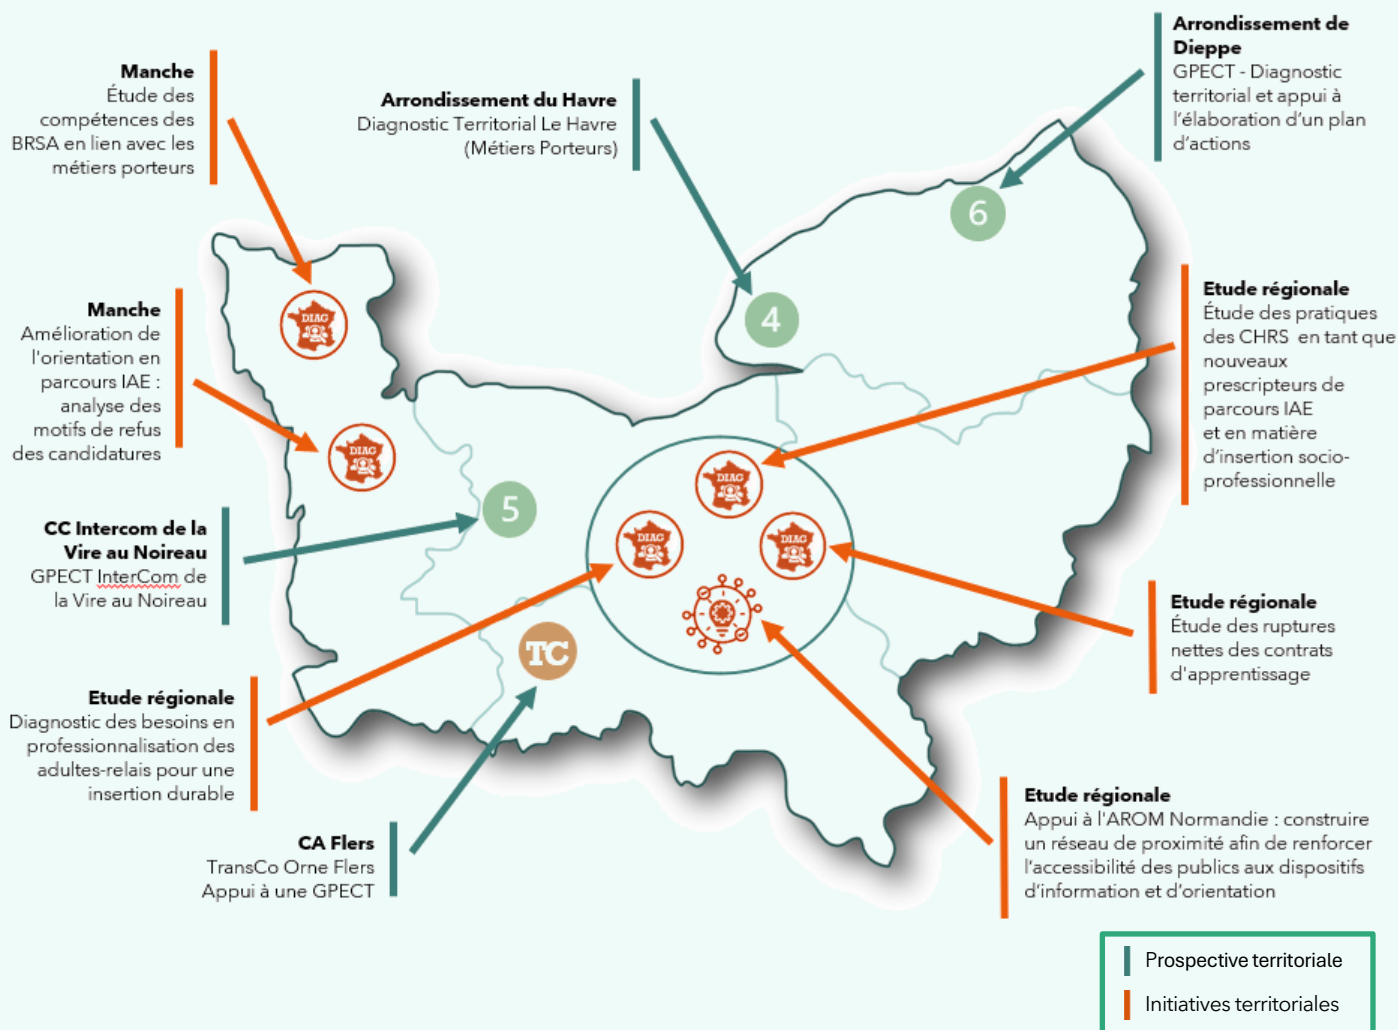 Manche
Étude des
compétences des
BRSA en lien avec les
métiers porteurs
Arrondissement du Havre
Diagnostic Territorial Le Havre
(Métiers Porteurs)
Arrondissement de
Dieppe
GPECT - Diagnostic
territorial et appui à
l'élaboration d'un plan
d'actions
Manche
Amélioration de
l'orientation en
parcours IAE :
analyse des
motifs de refus
des candidatures
Etude régionale
Étude des pratiques
des CHRS en tant que
nouveaux
prescripteurs de
parcours IAE
et en matière
d'insertion socio-
professionnelle
CC Intercom de la
Vire au Noireau
GPECT InterCom de
la Vire au Noireau
Etude régionale
Étude des ruptures
nettes des contrats
d'apprentissage
Etude régionale
Diagnostic des besoins en
professionnalisation des
adultes-relais pour une
insertion durable
CA Flers
TransCo Orne Flers
Appui à une GPECT
Etude régionale
Appui à l'AROM Normandie : construire
un réseau de proximité afin de renforcer
l'accessibilité des publics aux dispositifs
d'information et d'orientation
6
4
5
TC
DIAG
DIAG
DIAG
DIAG
DIAG
Prospective territoriale
Initiatives territoriales